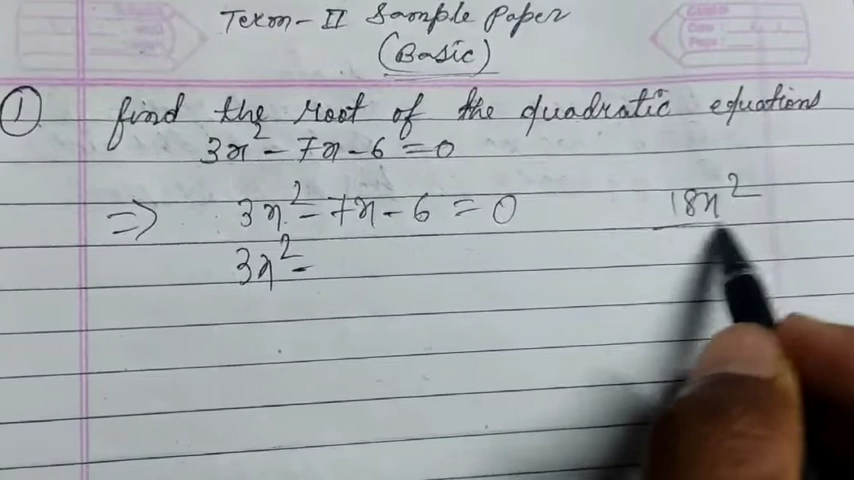 Term-II Sample Paper
(Basic)
① find the root of the quadratic equations
3x² - 7x - 6 = 0
=> 3x² - 7x - 6 = 0 18x²
3x² -